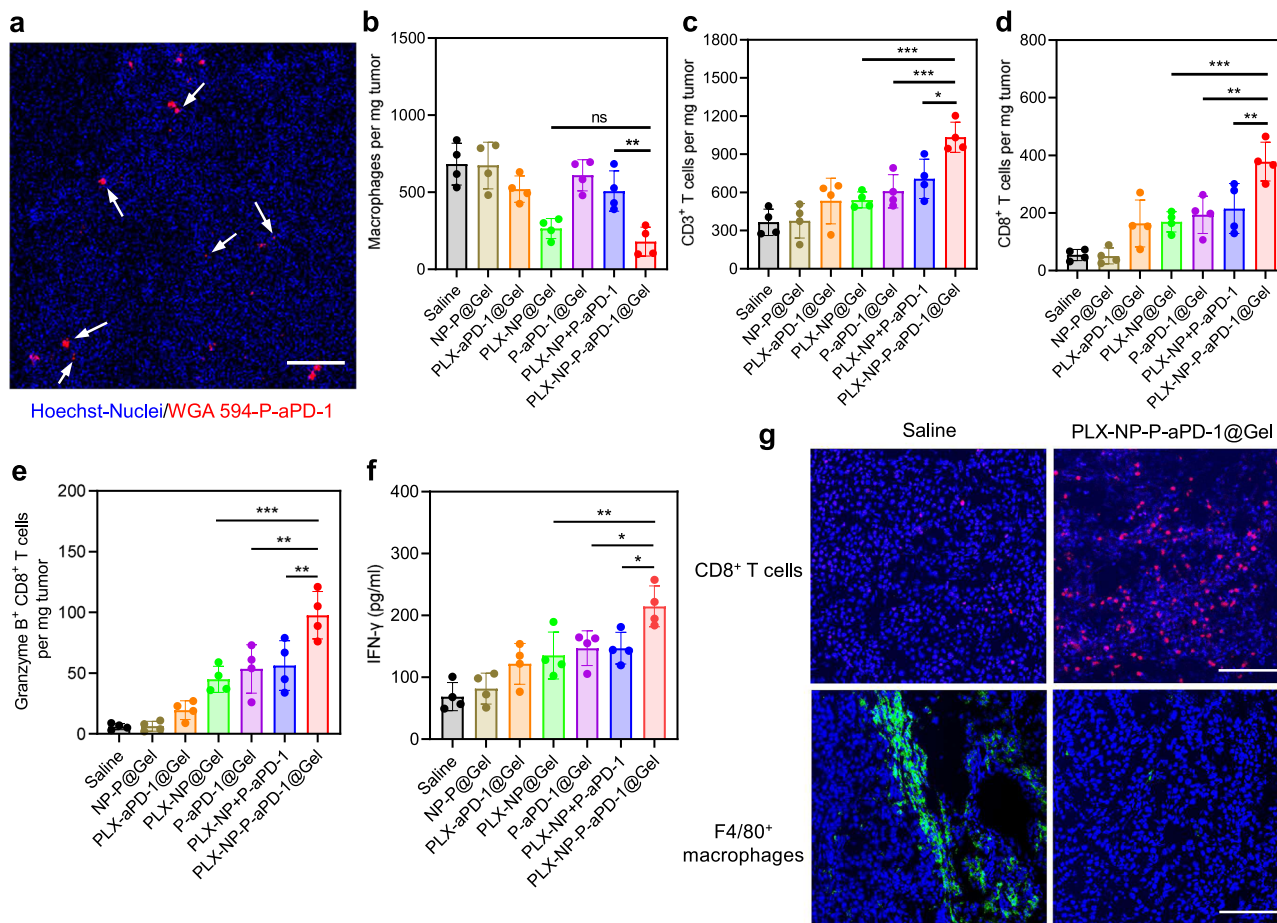 a
Hoechst-Nuclei/WGA 594-P-aPD-1
b
Macrophages per mg tumor
1500
1000
500
0
ns
**
Saline
NP-P@Gel
PLX-aPD-1@Gel
PLX-NP@Gel
P-aPD-1@Gel
PLX-NP+P-aPD-1
PLX-NP-P-aPD-1@Gel
c
CD3⁺ T cells per mg tumor
1800
1500
1200
900
600
300
0
***
***
*
Saline
NP-P@Gel
PLX-aPD-1@Gel
PLX-NP@Gel
P-aPD-1@Gel
PLX-NP+P-aPD-1
PLX-NP-P-aPD-1@Gel
d
CD8⁺ T cells per mg tumor
800
600
400
200
0
***
**
**
Saline
NP-P@Gel
PLX-aPD-1@Gel
PLX-NP@Gel
P-aPD-1@Gel
PLX-NP+P-aPD-1
PLX-NP-P-aPD-1@Gel
e
Granzyme B⁺ CD8⁺ T cells
per mg tumor
200
150
100
50
0
***
**
**
Saline
NP-P@Gel
PLX-aPD-1@Gel
PLX-NP@Gel
P-aPD-1@Gel
PLX-NP+P-aPD-1
PLX-NP-P-aPD-1@Gel
f
IFN-γ (pg/ml)
400
300
200
100
0
**
*
*
Saline
NP-P@Gel
PLX-aPD-1@Gel
PLX-NP@Gel
P-aPD-1@Gel
PLX-NP+P-aPD-1
PLX-NP-P-aPD-1@Gel
g
Saline
PLX-NP-P-aPD-1@Gel
CD8⁺ T cells
F4/80⁺
macrophages